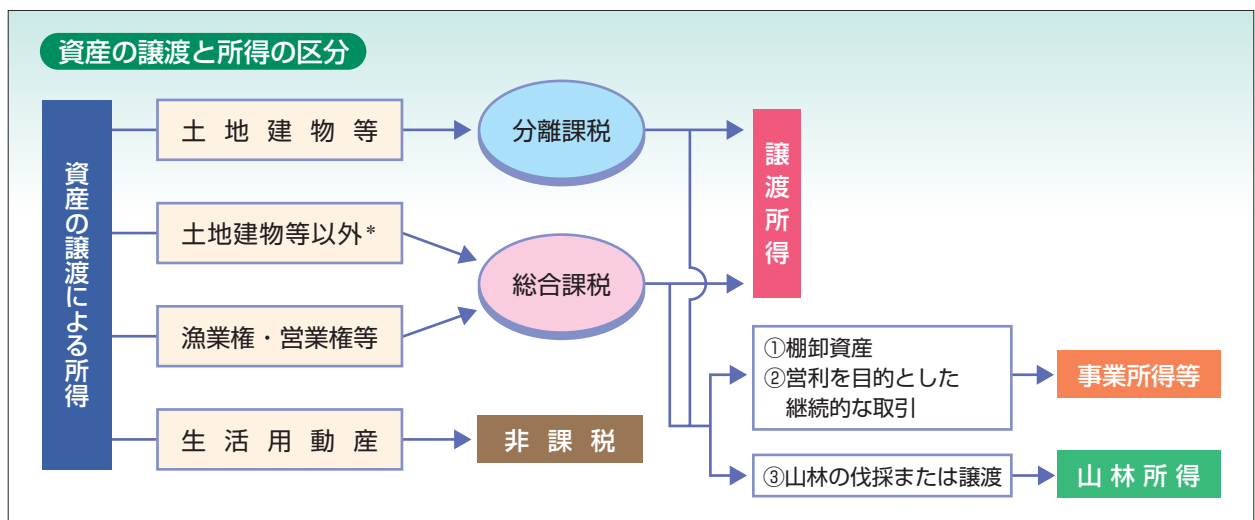 資産の譲渡と所得の区分
資産の譲渡による所得
土地建物等
分離課税
譲渡所得
土地建物等以外*
総合課税
漁業権・営業権等
①棚卸資産
②営利を目的とした
継続的な取引
事業所得等
生活用動産
非課税
③山林の伐採または譲渡
山林所得